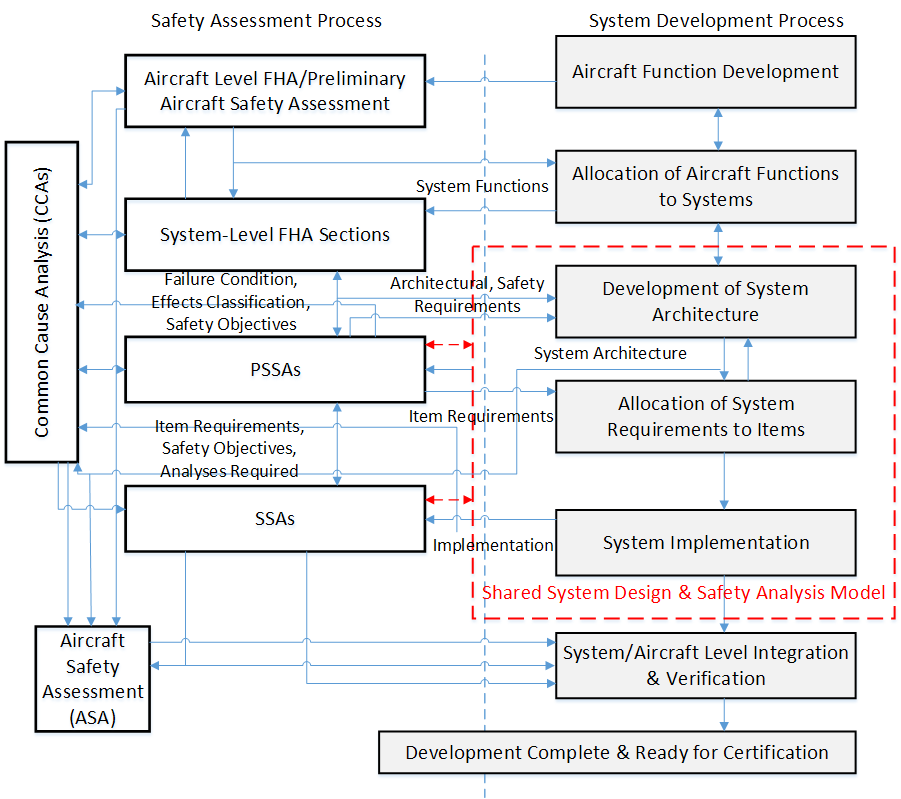 Safety Assessment Process
System Development Process
Aircraft Level FHA/Preliminary
Aircraft Safety Assessment
Aircraft Function Development
Common Cause Analysis (CCAs)
Allocation of Aircraft Functions
to Systems
System Functions
System-Level FHA Sections
Failure Condition,
Effects Classification,
Safety Objectives
Architectural, Safety
Requirements
Development of System
Architecture
System Architecture
PSSAs
Allocation of System
Requirements to Items
Item Requirements
Item Requirements,
Safety Objectives,
Analyses Required
SSAs
Implementation
System Implementation
Shared System Design & Safety Analysis Model
Aircraft
Safety
Assessment
(ASA)
System/Aircraft Level Integration
& Verification
Development Complete & Ready for Certification